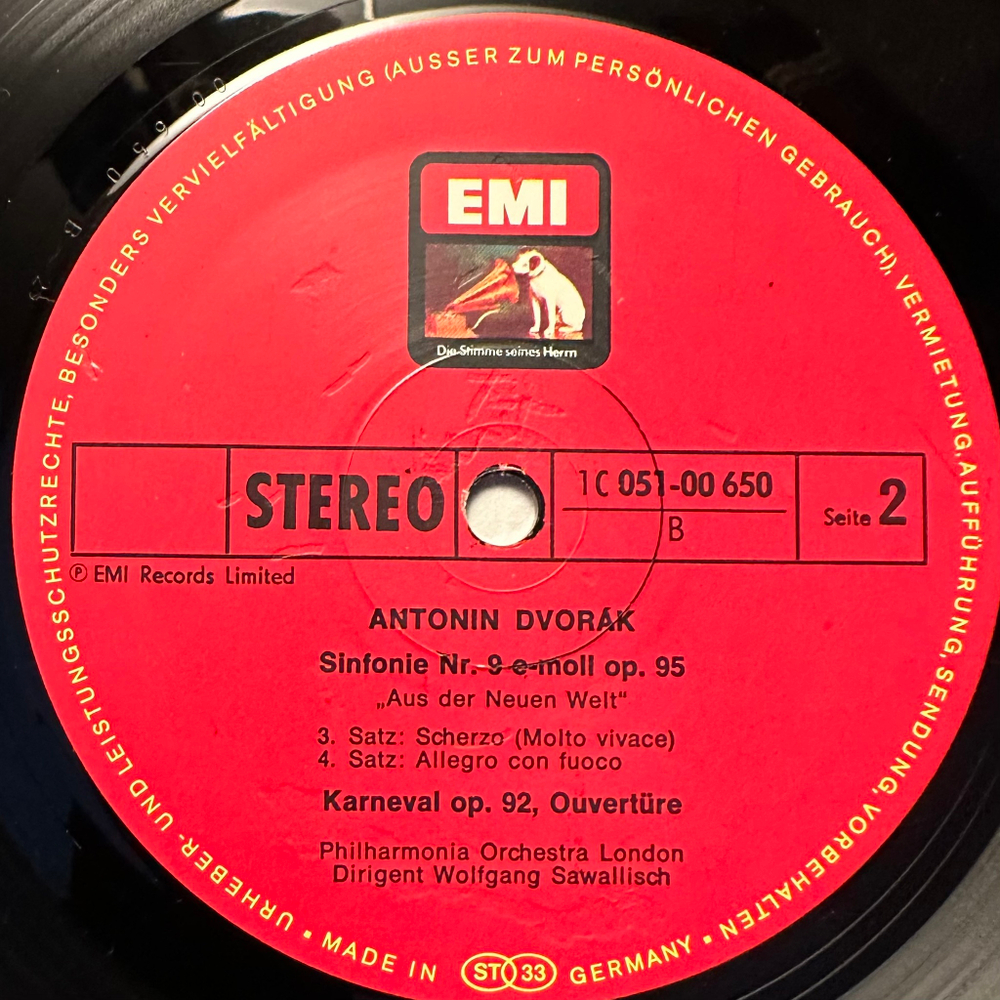 URHEBER- UND LEISTUNGSSCHUTZRECHTE, BESONDERS VERVIELFÄLTIGUNG (AUSSER ZUM PERSÖNLICHEN GEBRAUCH), VERMIETUNG, AUFFÜHRUNG, SENDUNG, VORBEHALTEN
EMI
Die Stimme seines Herrn
STEREO
1C 051-00 650
B
Seite 2
℗ EMI Records Limited
ANTONIN DVORÁK
Sinfonie Nr. 9 e-moll op. 95
„Aus der Neuen Welt“
3. Satz: Scherzo (Molto vivace)
4. Satz: Allegro con fuoco
Karneval op. 92, Ouvertüre
Philharmonia Orchestra London
Dirigent Wolfgang Sawallisch
▪ MADE IN ST 33 GERMANY ▪